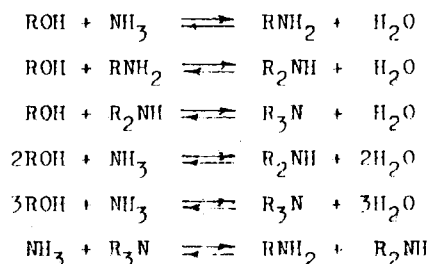 ROH + NH₃ ⇌ RNH₂ + H₂O
ROH + RNH₂ ⇌ R₂NH + H₂O
ROH + R₂NH ⇌ R₃N + H₂O
2ROH + NH₃ ⇌ R₂NH + 2H₂O
3ROH + NH₃ ⇌ R₃N + 3H₂O
NH₃ + R₃N ⇌ RNH₂ + R₂NH